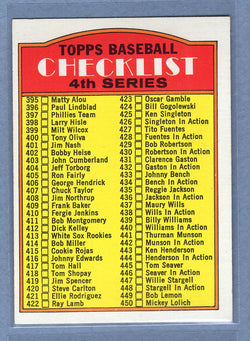 TOPPS BASEBALL
CHECKLIST
4th SERIES
395 Matty Alou
396 Paul Lindblad
397 Phillies Team
398 Larry Hisle
399 Milt Wilcox
400 Tony Oliva
401 Jim Nash
402 Bobby Heise
403 John Cumberland
404 Jeff Torborg
405 Ron Fairly
406 George Hendrick
407 Chuck Taylor
408 Jim Northrup
409 Frank Baker
410 Fergie Jenkins
411 Bob Montgomery
412 Dick Kelley
413 White Sox Rookies
414 Bob Miller
415 Cookie Rojas
416 Johnny Edwards
418 Tom Hall
418 Tom Shopay
419 Jim Spencer
420 Steve Carlton
421 Ellie Rodriguez
422 Ray Lamb
423 Oscar Gamble
424 Bill Gogolewski
425 Ken Singleton
426 Singleton In Action
427 Tito Fuentes
428 Fuentes In Action
429 Bob Robertson
430 Robertson In Action
431 Clarence Gaston
432 Gaston In Action
433 Johnny Bench
434 Bench In Action
435 Reggie Jackson
436 Jackson In Action
437 Maury Wills
438 Wills In Action
439 Billy Williams
440 Williams In Action
441 Thurman Munson
442 Munson In Action
443 Ken Henderson
444 Henderson In Action
445 Tom Seaver
446 Seaver In Action
447 Willie Stargell
448 Stargell In Action
449 Bob Lemon
450 Mickey Lolich